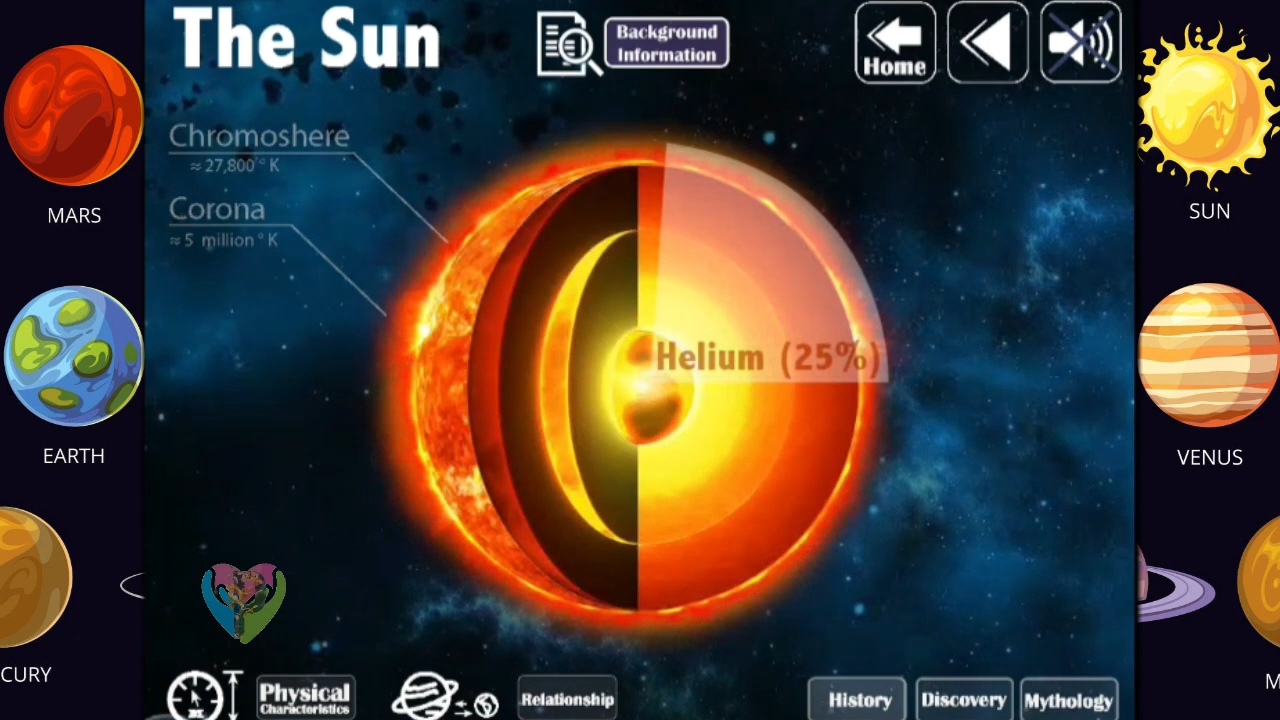 The Sun
Background
Information
Home
Chromoshere
≈ 27,800 ° K
Corona
≈ 5 million ° K
Helium (25%)
MARS
EARTH
CURY
SUN
VENUS
M
Physical
Characteristics
Relationship
History
Discovery
Mythology